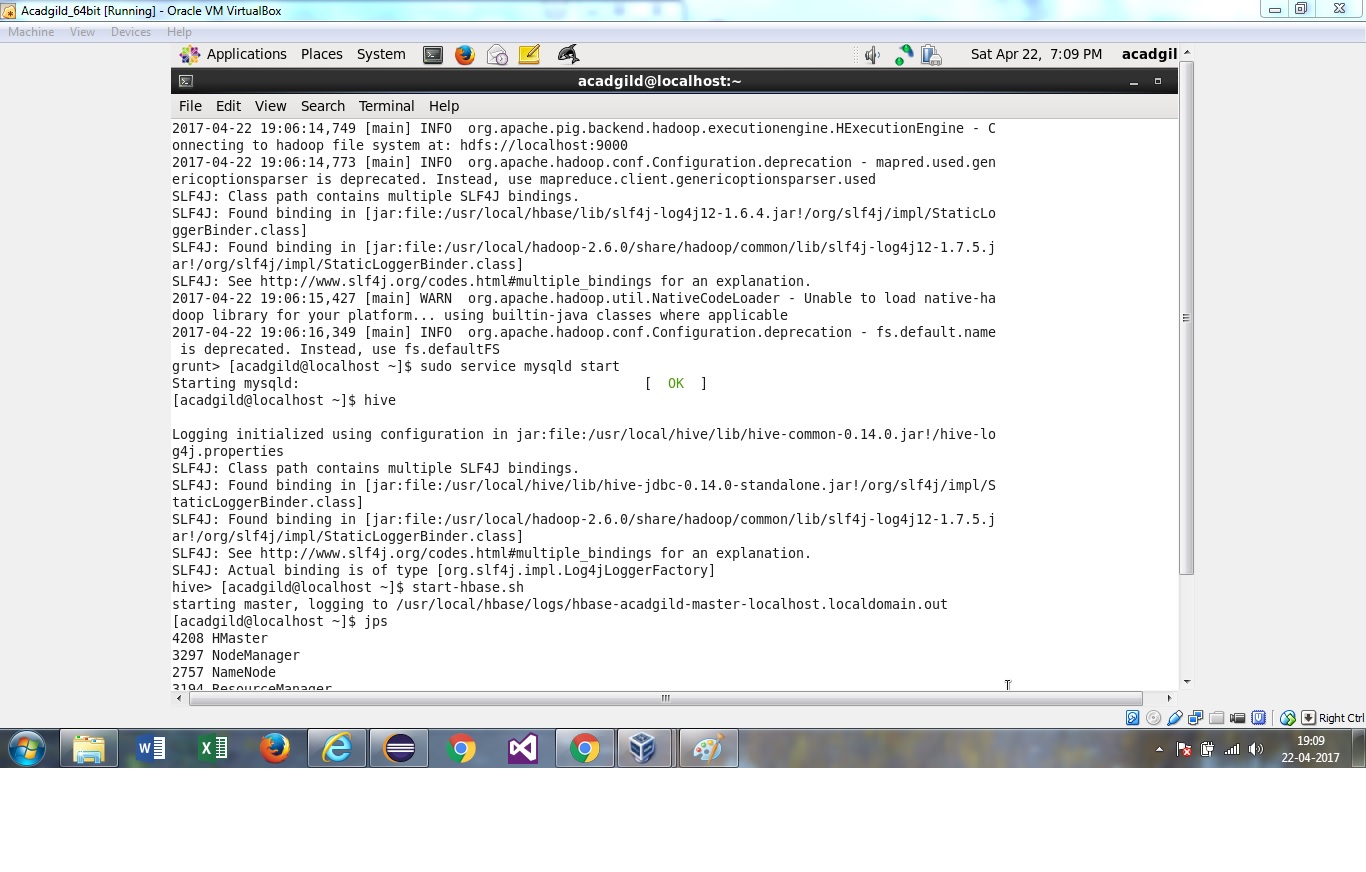 Acadgild_64bit [Running] - Oracle VM VirtualBox
Machine View Devices Help
Applications Places System Sat Apr 22, 7:09 PM acadgil
acadgild@localhost:~
File Edit View Search Terminal Help
2017-04-22 19:06:14,749 [main] INFO  org.apache.pig.backend.hadoop.executionengine.HExecutionEngine - C
onnecting to hadoop file system at: hdfs://localhost:9000
2017-04-22 19:06:14,773 [main] INFO  org.apache.hadoop.conf.Configuration.deprecation - mapred.used.gen
ericoptionsparser is deprecated. Instead, use mapreduce.client.genericoptionsparser.used
SLF4J: Class path contains multiple SLF4J bindings.
SLF4J: Found binding in [jar:file:/usr/local/hbase/lib/slf4j-log4j12-1.6.4.jar!/org/slf4j/impl/StaticLo
ggerBinder.class]
SLF4J: Found binding in [jar:file:/usr/local/hadoop-2.6.0/share/hadoop/common/lib/slf4j-log4j12-1.7.5.j
ar!/org/slf4j/impl/StaticLoggerBinder.class]
SLF4J: See http://www.slf4j.org/codes.html#multiple_bindings for an explanation.
2017-04-22 19:06:15,427 [main] WARN  org.apache.hadoop.util.NativeCodeLoader - Unable to load native-ha
doop library for your platform... using builtin-java classes where applicable
2017-04-22 19:06:16,349 [main] INFO  org.apache.hadoop.conf.Configuration.deprecation - fs.default.name
 is deprecated. Instead, use fs.defaultFS
grunt> [acadgild@localhost ~]$ sudo service mysqld start
Starting mysqld: [  OK  ]
[acadgild@localhost ~]$ hive
Logging initialized using configuration in jar:file:/usr/local/hive/lib/hive-common-0.14.0.jar!/hive-lo
g4j.properties
SLF4J: Class path contains multiple SLF4J bindings.
SLF4J: Found binding in [jar:file:/usr/local/hive/lib/hive-jdbc-0.14.0-standalone.jar!/org/slf4j/impl/S
taticLoggerBinder.class]
SLF4J: Found binding in [jar:file:/usr/local/hadoop-2.6.0/share/hadoop/common/lib/slf4j-log4j12-1.7.5.j
ar!/org/slf4j/impl/StaticLoggerBinder.class]
SLF4J: See http://www.slf4j.org/codes.html#multiple_bindings for an explanation.
SLF4J: Actual binding is of type [org.slf4j.impl.Log4jLoggerFactory]
hive> [acadgild@localhost ~]$ start-hbase.sh
starting master, logging to /usr/local/hbase/logs/hbase-acadgild-master-localhost.localdomain.out
[acadgild@localhost ~]$ jps
4208 HMaster
3297 NodeManager
2757 NameNode
3194 ResourceManager
Right Ctrl
19:09
22-04-2017